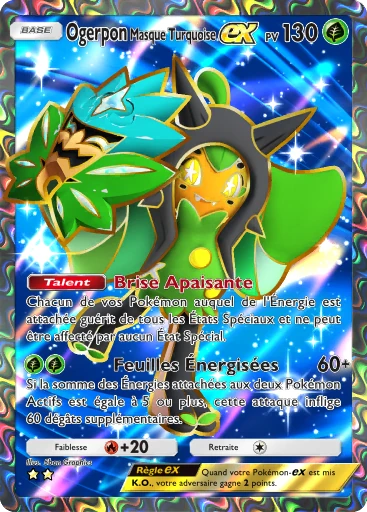 BASE Ogerpon Masque Turquoise ex PV 130
Talent Brise Apaisante
Chacun de vos Pokémon auquel de l'Énergie est
attachée guérit de tous les États Spéciaux et ne peut
être affecté par aucun État Spécial.
Feuilles Énergisées 60+
Si la somme des Énergies attachées aux deux Pokémon
Actifs est égale à 5 ou plus, cette attaque inflige
60 dégâts supplémentaires.
Faiblesse +20 Retraite
Illus. Shon Graphics
Règle ex Quand votre Pokémon-ex est mis
K.O., votre adversaire gagne 2 points.